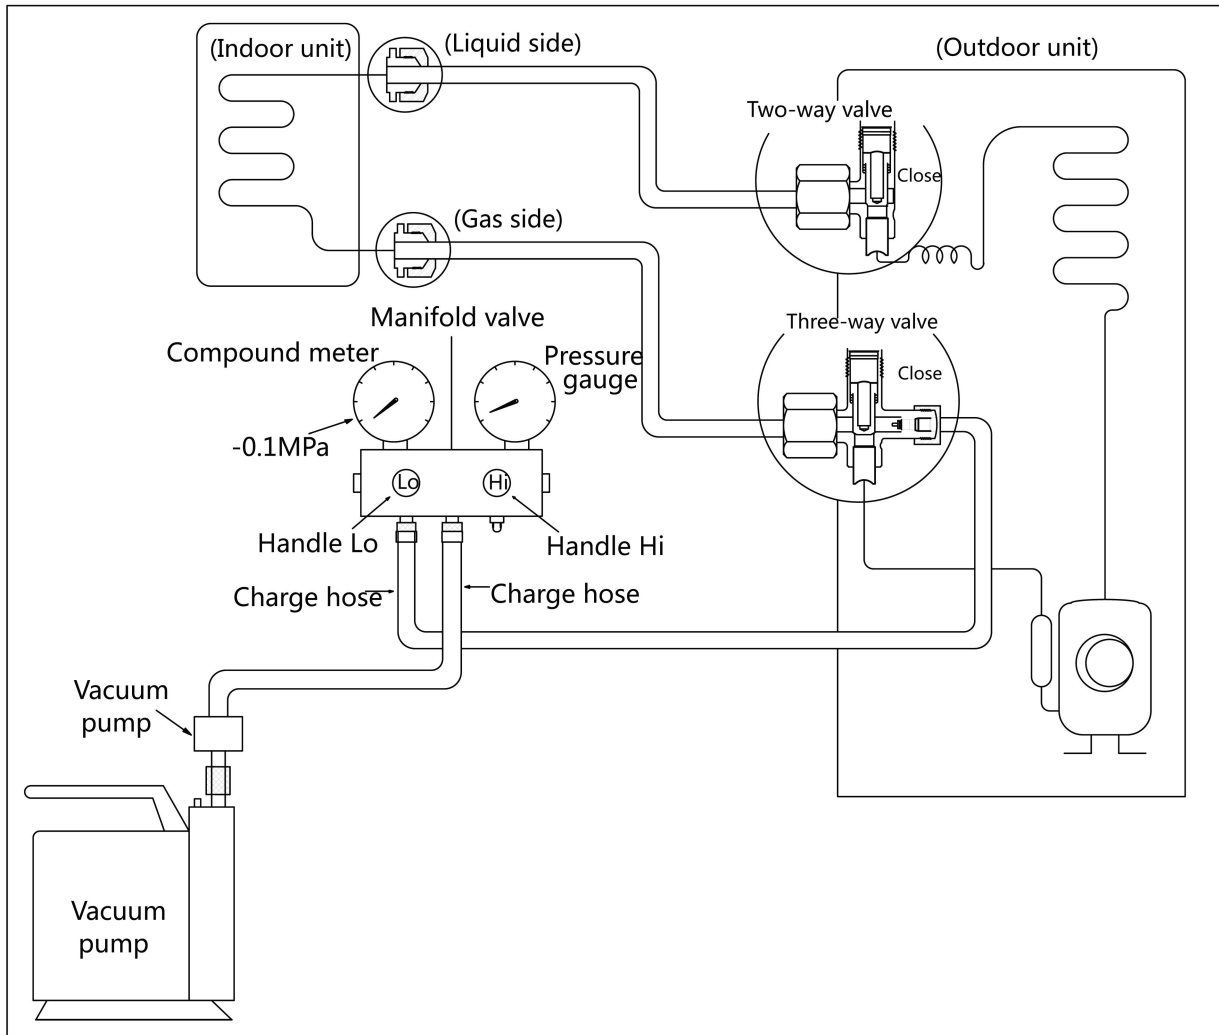 (Indoor unit)
(Liquid side)
(Outdoor unit)
Two-way valve
Close
(Gas side)
Manifold valve
Three-way valve
Compound meter
Pressure
gauge
Close
-0.1MPa
Lo
Hi
Handle Lo
Handle Hi
Charge hose
Charge hose
Vacuum
pump
Vacuum
pump